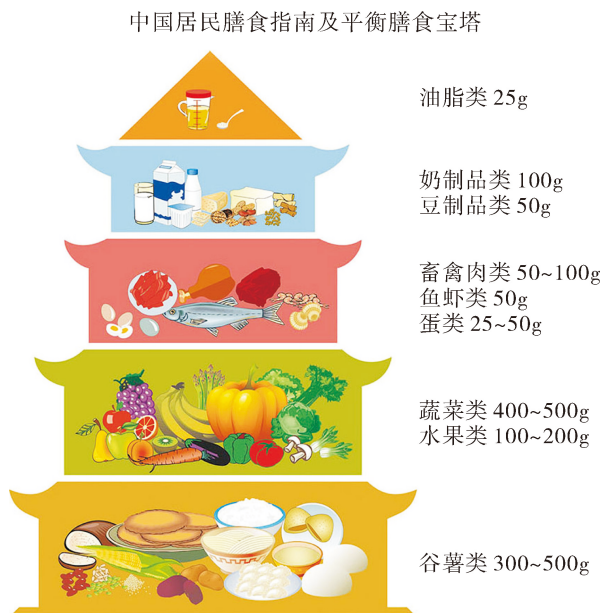 中国居民膳食指南及平衡膳食宝塔
油脂类 25g
奶制品类 100g
豆制品类 50g
畜禽肉类 50~100g
鱼虾类 50g
蛋类 25~50g
蔬菜类 400~500g
水果类 100~200g
谷薯类 300~500g